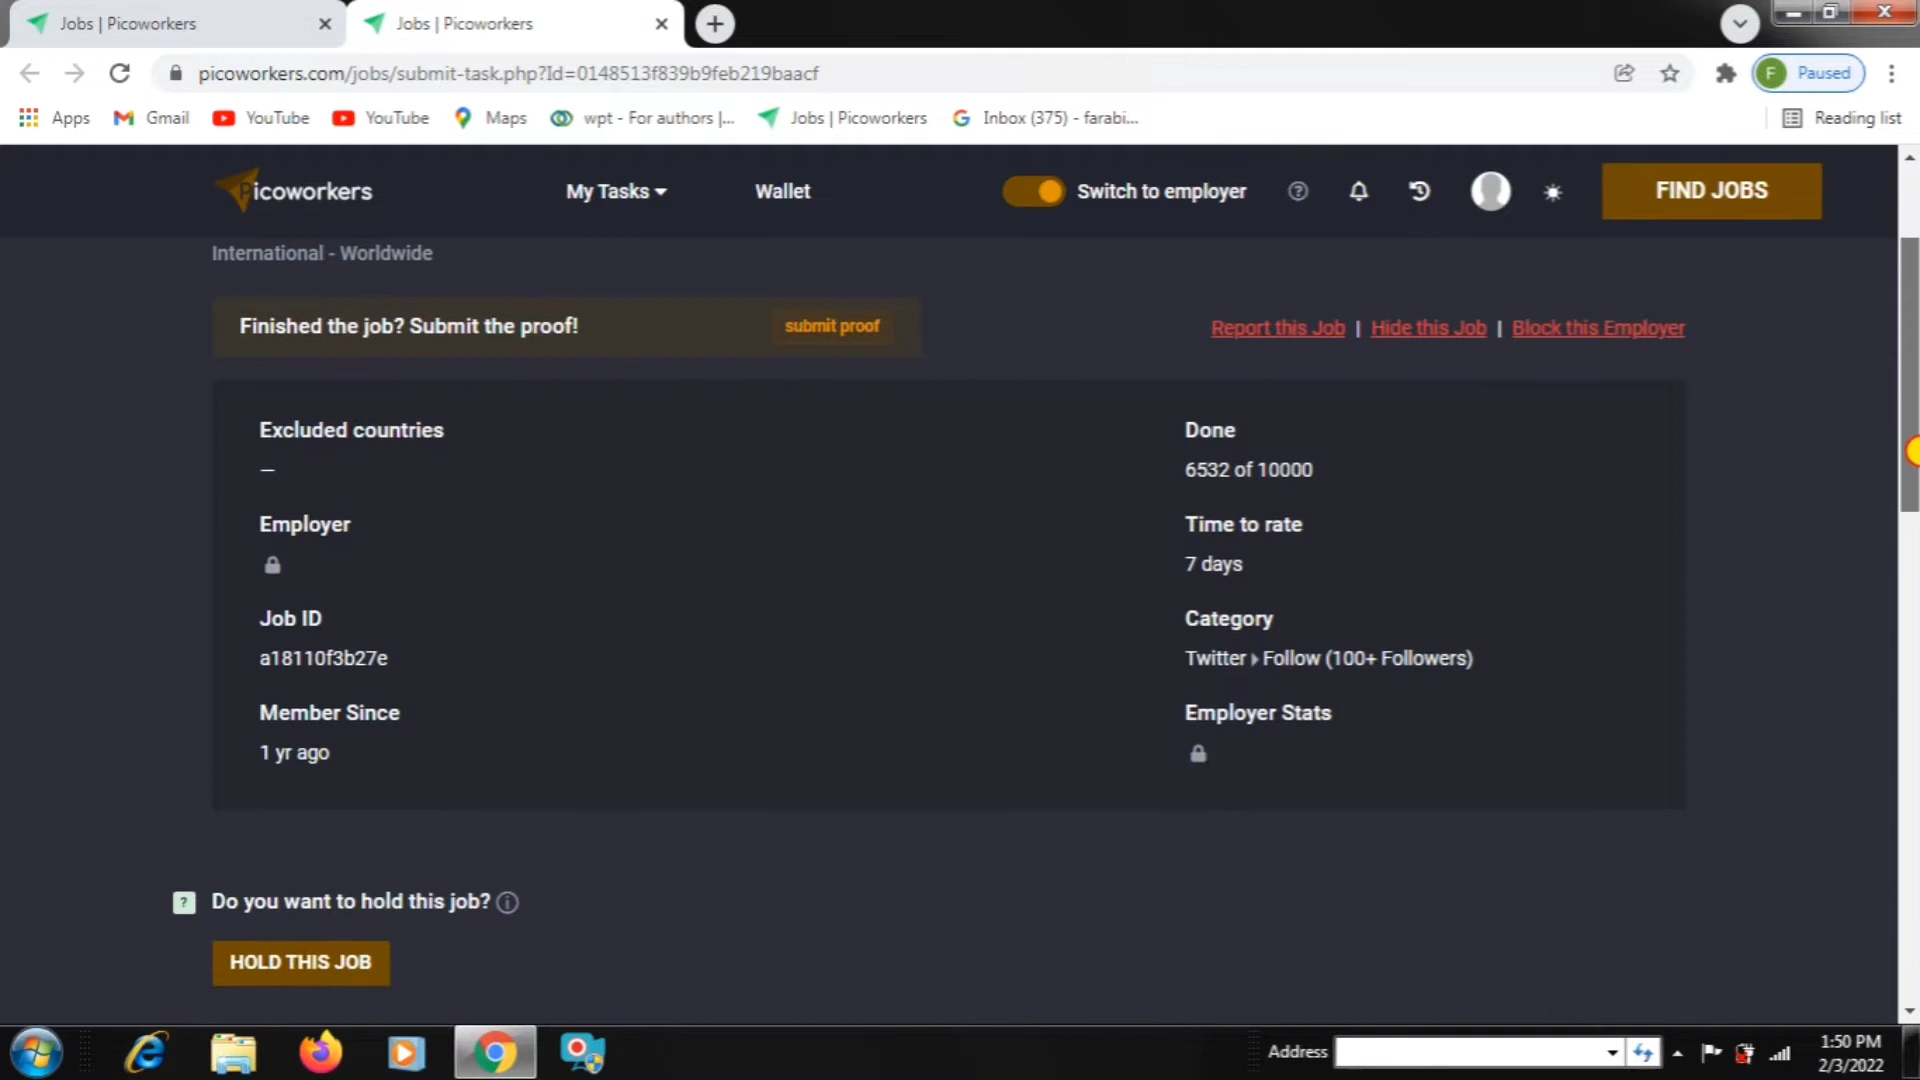 Jobs | Picoworkers
Jobs | Picoworkers
picoworkers.com/jobs/submit-task.php?Id=0148513f839b9feb219baacf
F Paused
Apps Gmail YouTube YouTube Maps wpt - For authors |... Jobs | Picoworkers Inbox (375) - farabi... Reading list
Picoworkers My Tasks Wallet Switch to employer FIND JOBS
International - Worldwide
Finished the job? Submit the proof! submit proof
Report this Job | Hide this Job | Block this Employer
Excluded countries
—
Done
6532 of 10000
Employer
Time to rate
7 days
Job ID
a18110f3b27e
Category
Twitter Follow (100+ Followers)
Member Since
1 yr ago
Employer Stats
? Do you want to hold this job?
HOLD THIS JOB
Address
1:50 PM
2/3/2022